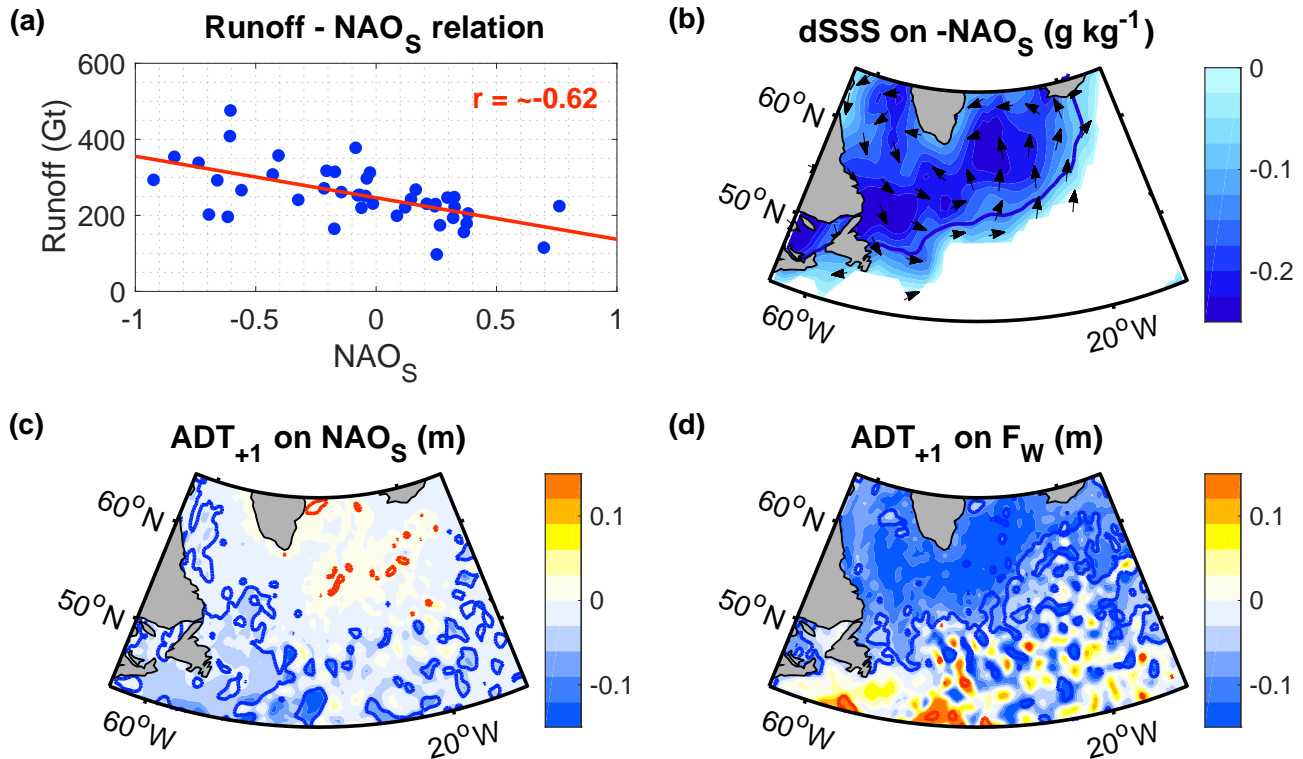 (a)
Runoff - NAO_S relation
600
400
200
0
Runoff (Gt)
r = ~-0.62
-1
-0.5
0
0.5
1
NAO_S
(b)
dSSS on -NAO_S (g kg^-1)
60°N
50°N
60°W
20°W
0
-0.1
-0.2
(c)
ADT_+1 on NAO_S (m)
60°N
50°N
60°W
20°W
0.1
0
-0.1
(d)
ADT_+1 on F_W (m)
60°N
50°N
60°W
20°W
0.1
0
-0.1